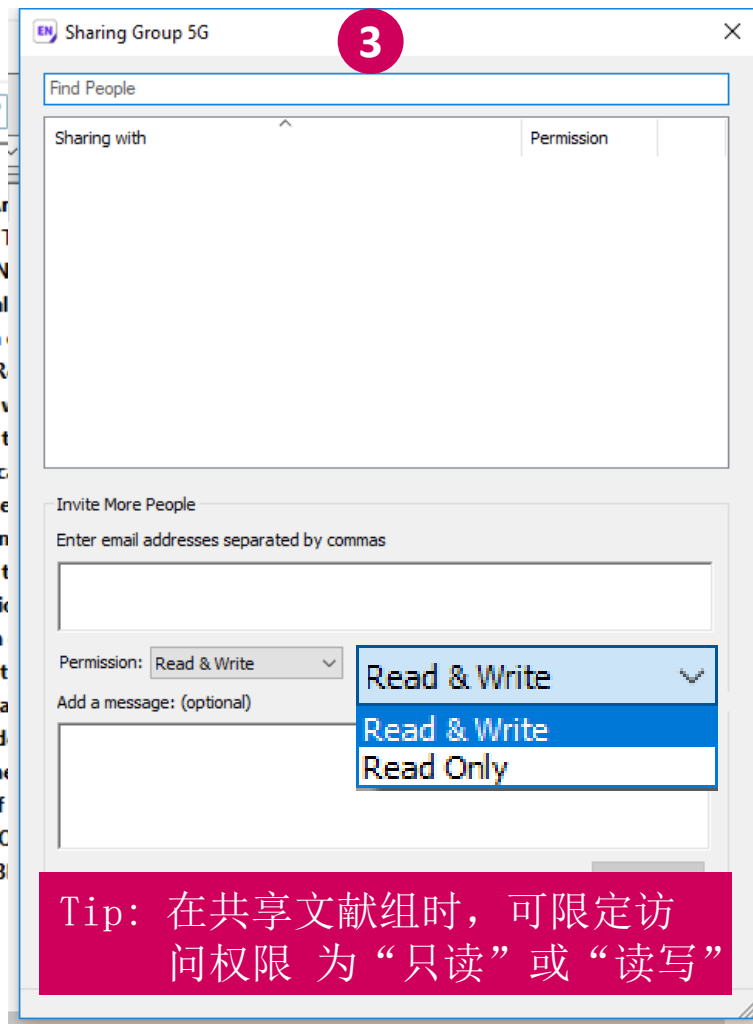 EN Sharing Group 5G
3
Find People
Sharing with Permission
Invite More People
Enter email addresses separated by commas
Permission: Read & Write
Read & Write
Read & Write
Read Only
Add a message: (optional)
Tip: 在共享文献组时，可限定访
问权限 为“只读”或“读写”